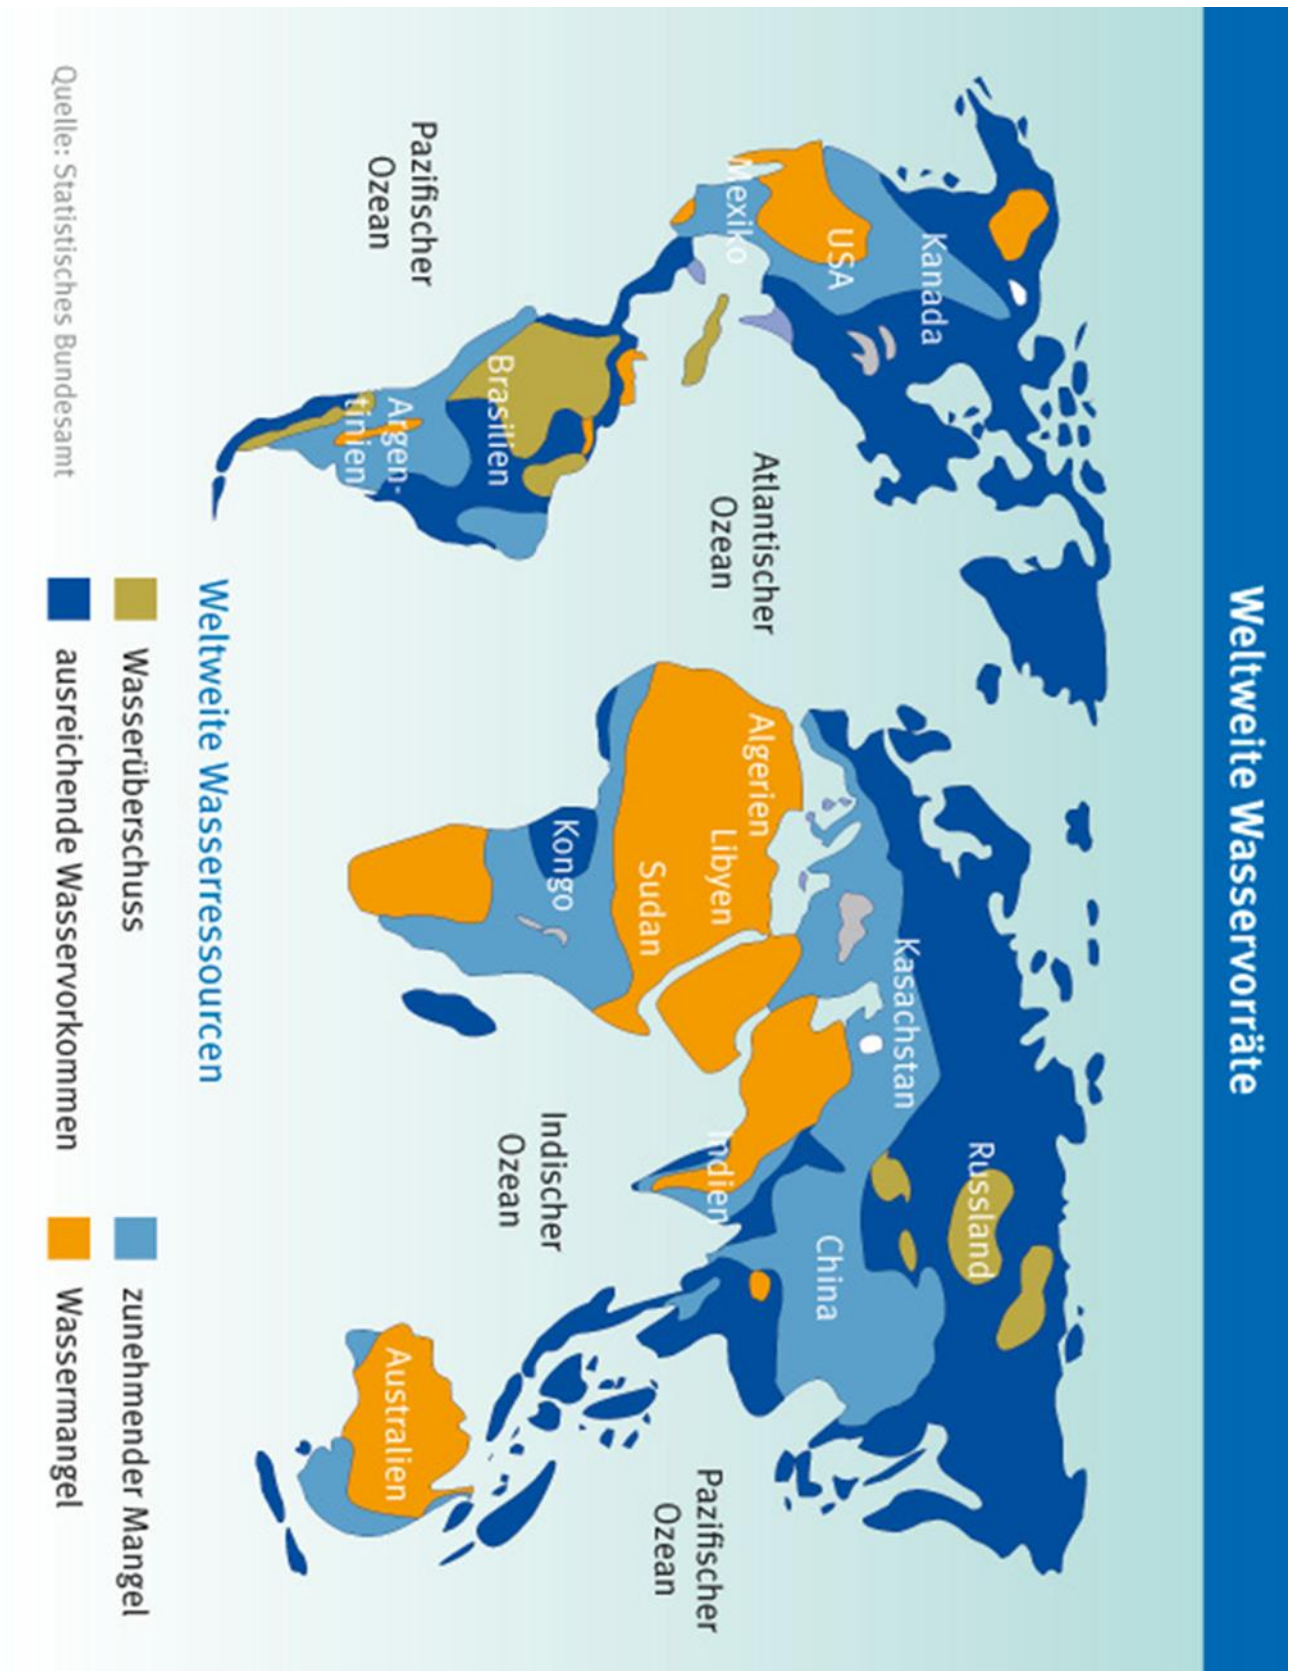 Weltweite Wasservorräte
Kanada
USA
Mexiko
Brasilien
Argen-
tinien
Pazifischer
Ozean
Atlantischer
Ozean
Algerien
Libyen
Sudan
Kongo
Kasachstan
Russland
China
Indien
Indischer
Ozean
Australien
Pazifischer
Ozean
Weltweite Wasserressourcen
Wasserüberschuss
zunehmender Mangel
ausreichende Wasservorkommen
Wassermangel
Quelle: Statistisches Bundesamt